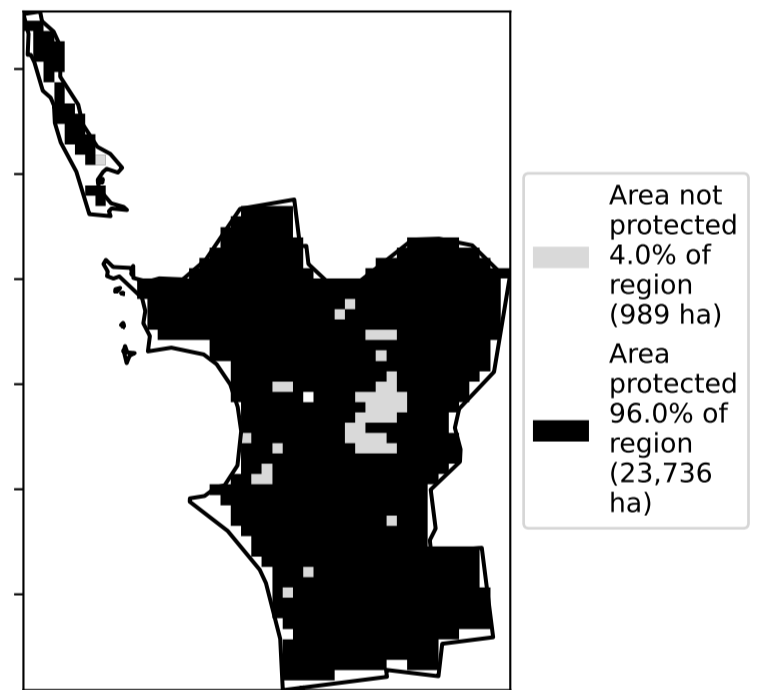 Area not
protected
4.0% of
region
(989 ha)
Area
protected
96.0% of
region
(23,736
ha)